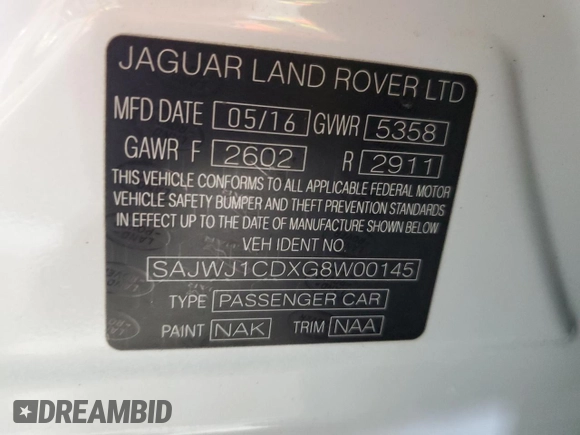 JAGUAR LAND ROVER LTD
MFD DATE 05/16 GVWR 5358
GAWR F 2602 R 2911
THIS VEHICLE CONFORMS TO ALL APPLICABLE FEDERAL MOTOR
VEHICLE SAFETY BUMPER AND THEFT PREVENTION STANDARDS
IN EFFECT UP TO THE DATE OF MANUFACTURE SHOWN BELOW
VEH IDENT NO.
SAJWJ1CDXG8W00145
TYPE PASSENGER CAR
PAINT NAK TRIM NAA
DREAMBID